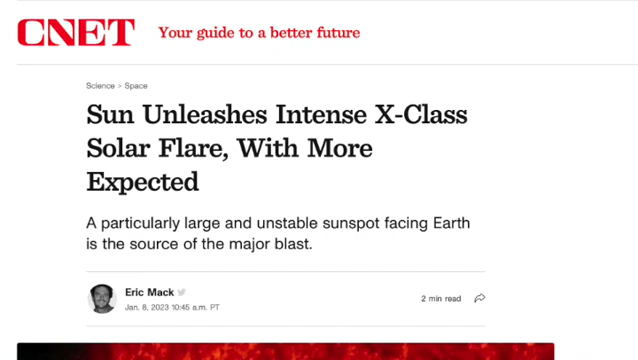 CNET Your guide to a better future
Science > Space
Sun Unleashes Intense X-Class
Solar Flare, With More
Expected
A particularly large and unstable sunspot facing Earth
is the source of the major blast.
Eric Mack
Jan. 8, 2023 10:45 a.m. PT
2 min read